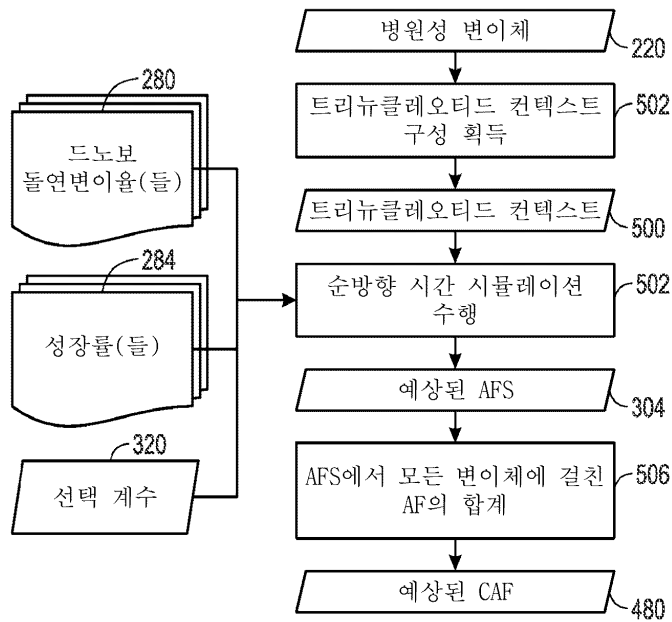 병원성 변이체
220
트리뉴클레오티드 컨텍스트
구성 획득
502
트리뉴클레오티드 컨텍스트
500
280
드노보
돌연변이율(들)
284
성장률(들)
320
선택 계수
순방향 시간 시뮬레이션
수행
502
예상된 AFS
304
AFS에서 모든 변이체에 걸친
AF의 합계
506
예상된 CAF
480